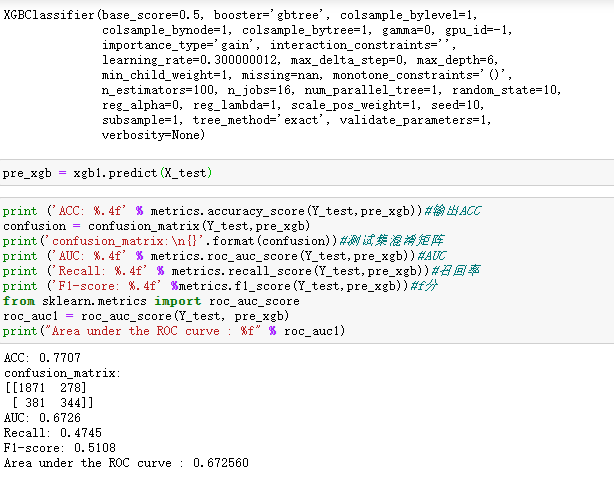 XGBClassifier(base_score=0.5, booster='gbtree', colsample_bylevel=1,
colsample_bynode=1, colsample_bytree=1, gamma=0, gpu_id=-1,
importance_type='gain', interaction_constraints='',
learning_rate=0.300000012, max_delta_step=0, max_depth=6,
min_child_weight=1, missing=nan, monotone_constraints='()',
n_estimators=100, n_jobs=16, num_parallel_tree=1, random_state=10,
reg_alpha=0, reg_lambda=1, scale_pos_weight=1, seed=10,
subsample=1, tree_method='exact', validate_parameters=1,
verbosity=None)
pre_xgb = xgb1.predict(X_test)
print ('ACC: %.4f' % metrics.accuracy_score(Y_test,pre_xgb))#输出ACC
confusion = confusion_matrix(Y_test,pre_xgb)
print('confusion_matrix:\n{}'.format(confusion))#测试集混淆矩阵
print ('AUC: %.4f' % metrics.roc_auc_score(Y_test,pre_xgb))#AUC
print ('Recall: %.4f' % metrics.recall_score(Y_test,pre_xgb))#召回率
print ('F1-score: %.4f' %metrics.f1_score(Y_test,pre_xgb))#f分
from sklearn.metrics import roc_auc_score
roc_auc1 = roc_auc_score(Y_test, pre_xgb)
print("Area under the ROC curve : %f" % roc_auc1)
ACC: 0.7707
confusion_matrix:
[[1871  278]
 [ 381  344]]
AUC: 0.6726
Recall: 0.4745
F1-score: 0.5108
Area under the ROC curve : 0.672560